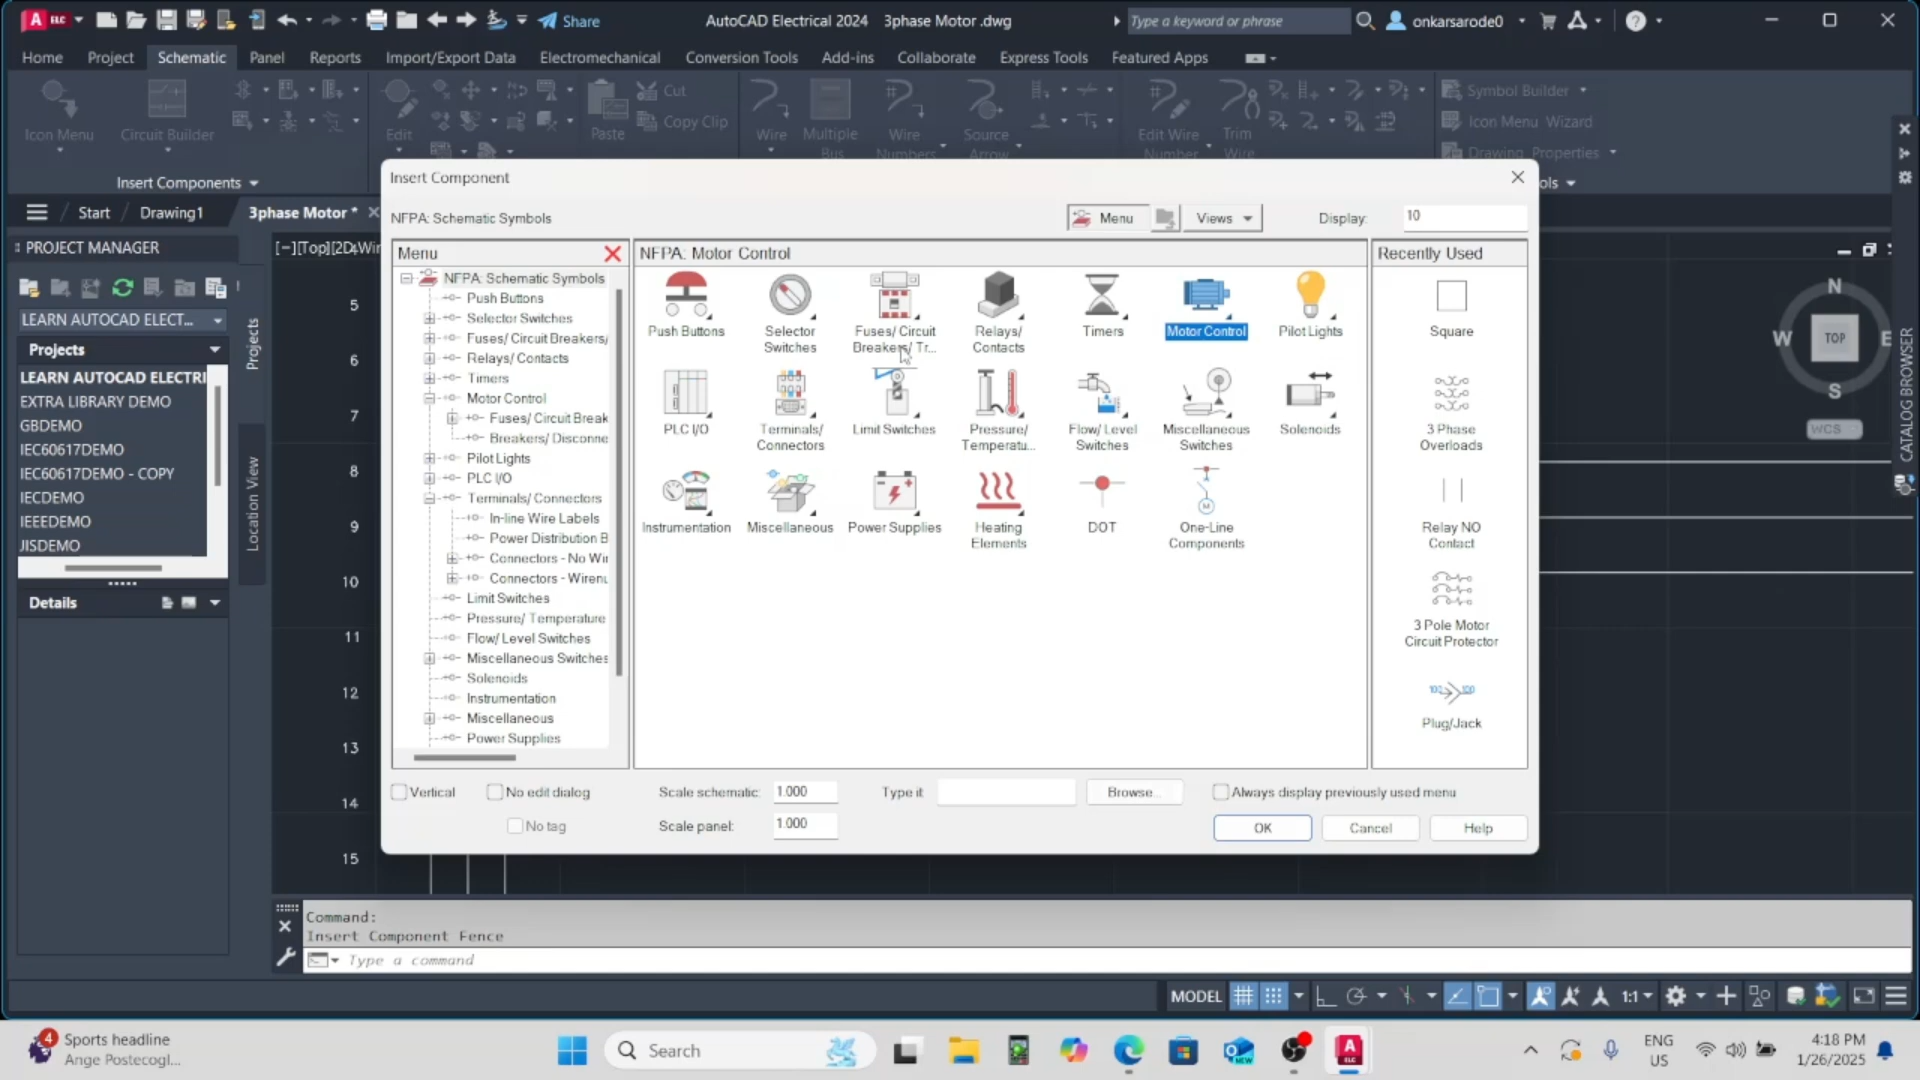 A ELC
Share
AutoCAD Electrical 2024 3phase Motor .dwg
Type a keyword or phrase
onkarsarode0
Home Project Schematic Panel Reports Import/Export Data Electromechanical Conversion Tools Add-ins Collaborate Express Tools Featured Apps
Cut
Copy Clip
Icon Menu
Circuit Builder
Edit
Paste
Wire
Multiple
Bus
Wire
Numbers
Source
Arrow
Edit Wire
Number
Trim
Wire
Symbol Builder
Icon Menu Wizard
Drawing Properties
Insert Components
ols
Start
Drawing1
3phase Motor *
PROJECT MANAGER
LEARN AUTOCAD ELECT...
Projects
LEARN AUTOCAD ELECTRI
EXTRA LIBRARY DEMO
GBDEMO
IEC60617DEMO
IEC60617DEMO - COPY
IECDEMO
IEEEDEMO
JISDEMO
Details
Projects
Location View
[−][Top][2D Wir
5
6
7
8
9
10
11
12
13
14
15
Insert Component
NFPA: Schematic Symbols
Menu
Views
Display:
10
Menu
NFPA: Schematic Symbols
Push Buttons
Selector Switches
Fuses/ Circuit Breakers/
Relays/ Contacts
Timers
Motor Control
Fuses/ Circuit Break
Breakers/ Disconne
Pilot Lights
PLC I/O
Terminals/ Connectors
In-line Wire Labels
Power Distribution B
Connectors - No Wir
Connectors - Wirenu
Limit Switches
Pressure/ Temperature
Flow/ Level Switches
Miscellaneous Switches
Solenoids
Instrumentation
Miscellaneous
Power Supplies
NFPA: Motor Control
Push Buttons
Selector
Switches
Fuses/ Circuit
Breakers/ Tr...
Relays/
Contacts
Timers
Motor Control
Pilot Lights
PLC I/O
Terminals/
Connectors
Limit Switches
Pressure/
Temperatu...
Flow/ Level
Switches
Miscellaneous
Switches
Solenoids
Instrumentation
Miscellaneous
Power Supplies
Heating
Elements
DOT
One-Line
Components
Recently Used
Square
3 Phase
Overloads
Relay NO
Contact
3 Pole Motor
Circuit Protector
100 100
Plug/Jack
Vertical
No edit dialog
No tag
Scale schematic: 1.000
Scale panel: 1.000
Type it
Browse...
Always display previously used menu
OK
Cancel
Help
N
W
TOP
E
S
WCS
CATALOG BROWSER
Command:
Insert Component Fence
Type a command
MODEL
1:1
4
Sports headline
Ange Postecogl...
Search
NEW
A
ELC
ENG
US
4:18 PM
1/26/2025